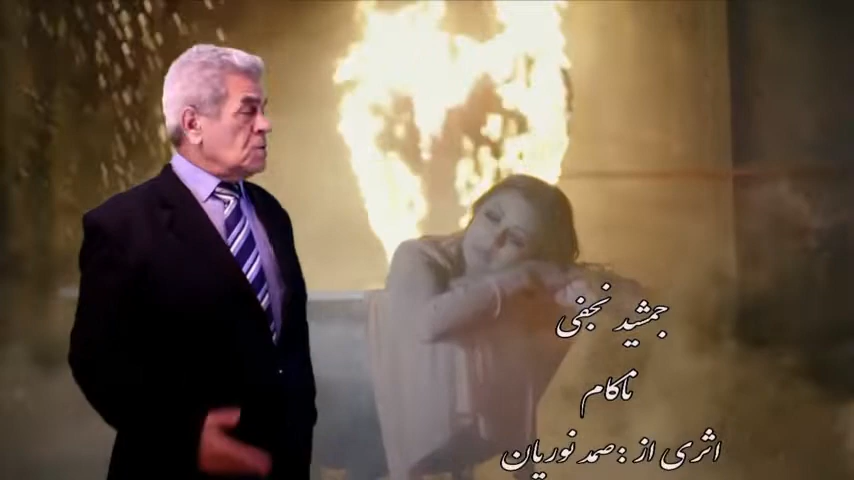 جمشید نجفی
ناکام
اثری از : صمد نوریان